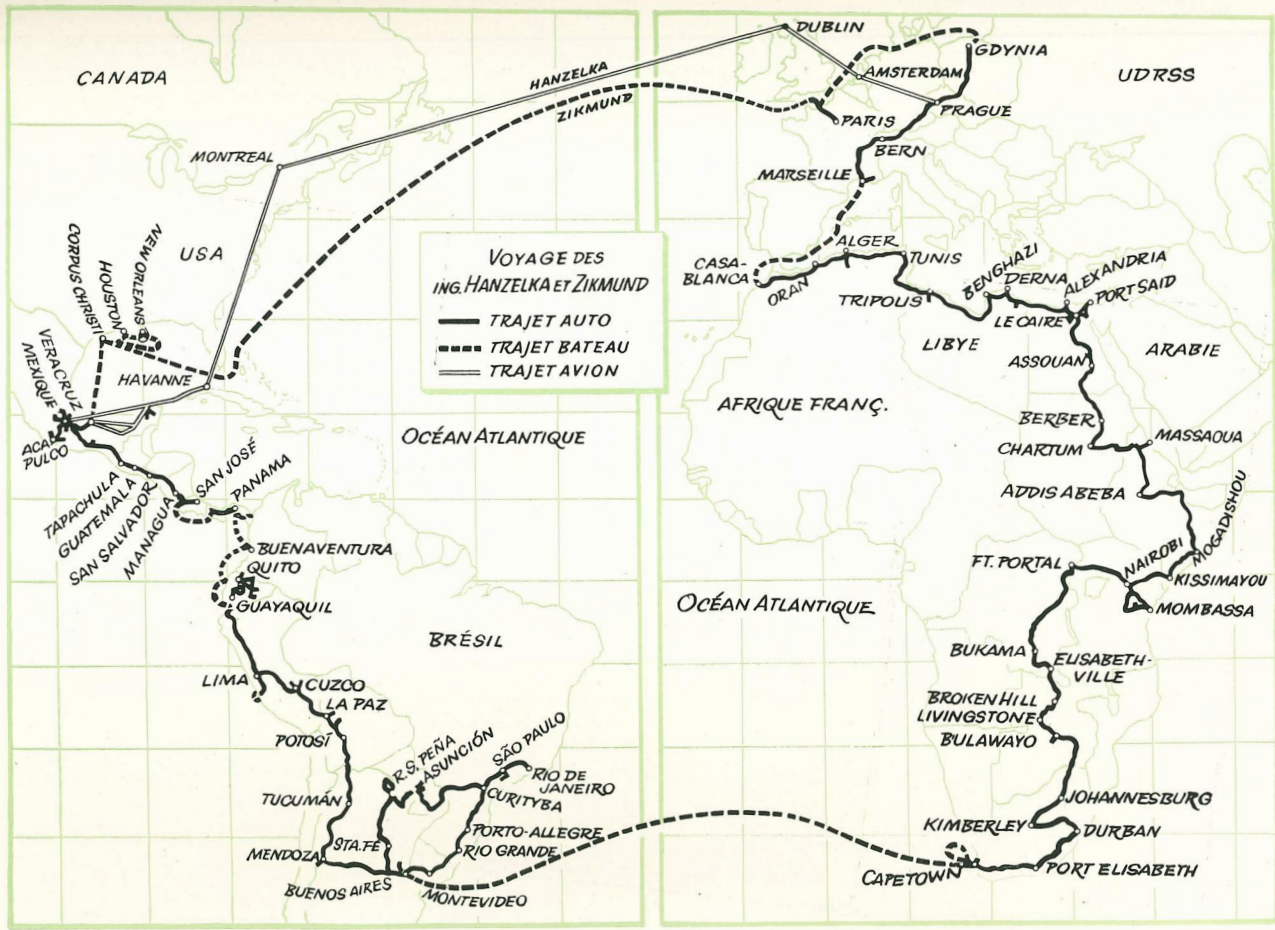 CANADA
HANZELKA
ZIKMUND
MONTREAL
USA
CORPUS CHRISTI
HOUSTON
NEW ORLEANS
VERACRUZ
MEXIQUE
HAVANNE
ACAPULCO
TAPACHULA
GUATEMALA
SAN SALVADOR
MANAGUA
SAN JOSÉ
PANAMA
BUENAVENTURA
QUITO
GUAYAQUIL
BRÉSIL
LIMA
CUZCO
LA PAZ
POTOSÍ
R.S. PEÑA
ASUNCIÓN
SÃO PAULO
RIO DE
JANEIRO
CURITYBA
TUCUMÁN
PORTO-ALLEGRE
STA.FÉ
RIO GRANDE
MENDOZA
BUENOS AIRES
MONTEVIDEO
OCÉAN ATLANTIQUE
VOYAGE DES
ING. HANZELKA ET ZIKMUND
TRAJET AUTO
TRAJET BATEAU
TRAJET AVION
DUBLIN
GDYNIA
AMSTERDAM
UDRSS
PRAGUE
PARIS
BERN
MARSEILLE
CASA-
BLANCA
ORAN
ALGER
TUNIS
TRIPOLIS
BENGHAZI
DERNA
ALEXANDRIA
PORT SAID
LE CAIRE
LIBYE
ASSOUAN
ARABIE
AFRIQUE FRANÇ.
BERBER
CHARTUM
MASSAOUA
ADDIS ABEBA
MOGADISHOU
NAIROBI
FT. PORTAL
KISSIMAYOU
MOMBASSA
OCÉAN ATLANTIQUE
BUKAMA
ELISABETH-
VILLE
BROKEN HILL
LIVINGSTONE
BULAWAYO
JOHANNESBURG
KIMBERLEY
DURBAN
CAPETOWN
PORT ELISABETH